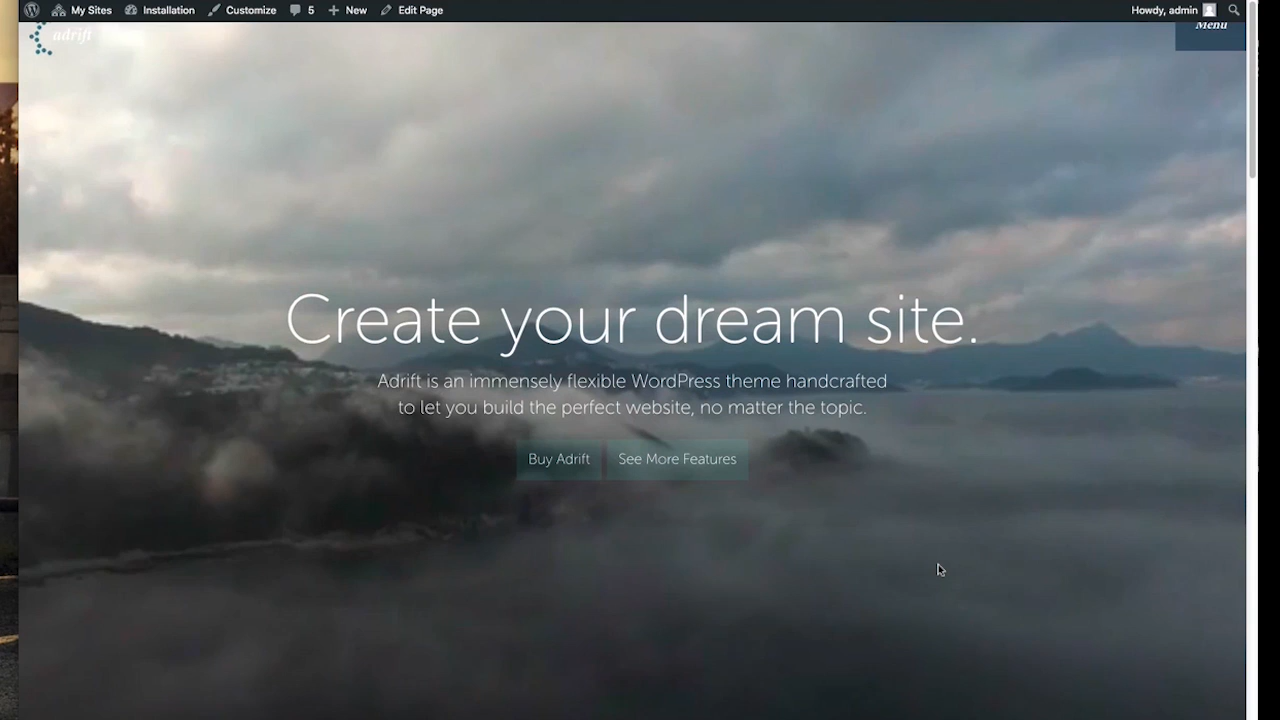 My Sites Installation Customize 5 New Edit Page Howdy, admin
adrift
Menu
Create your dream site.
Adrift is an immensely flexible WordPress theme handcrafted
to let you build the perfect website, no matter the topic.
Buy Adrift See More Features